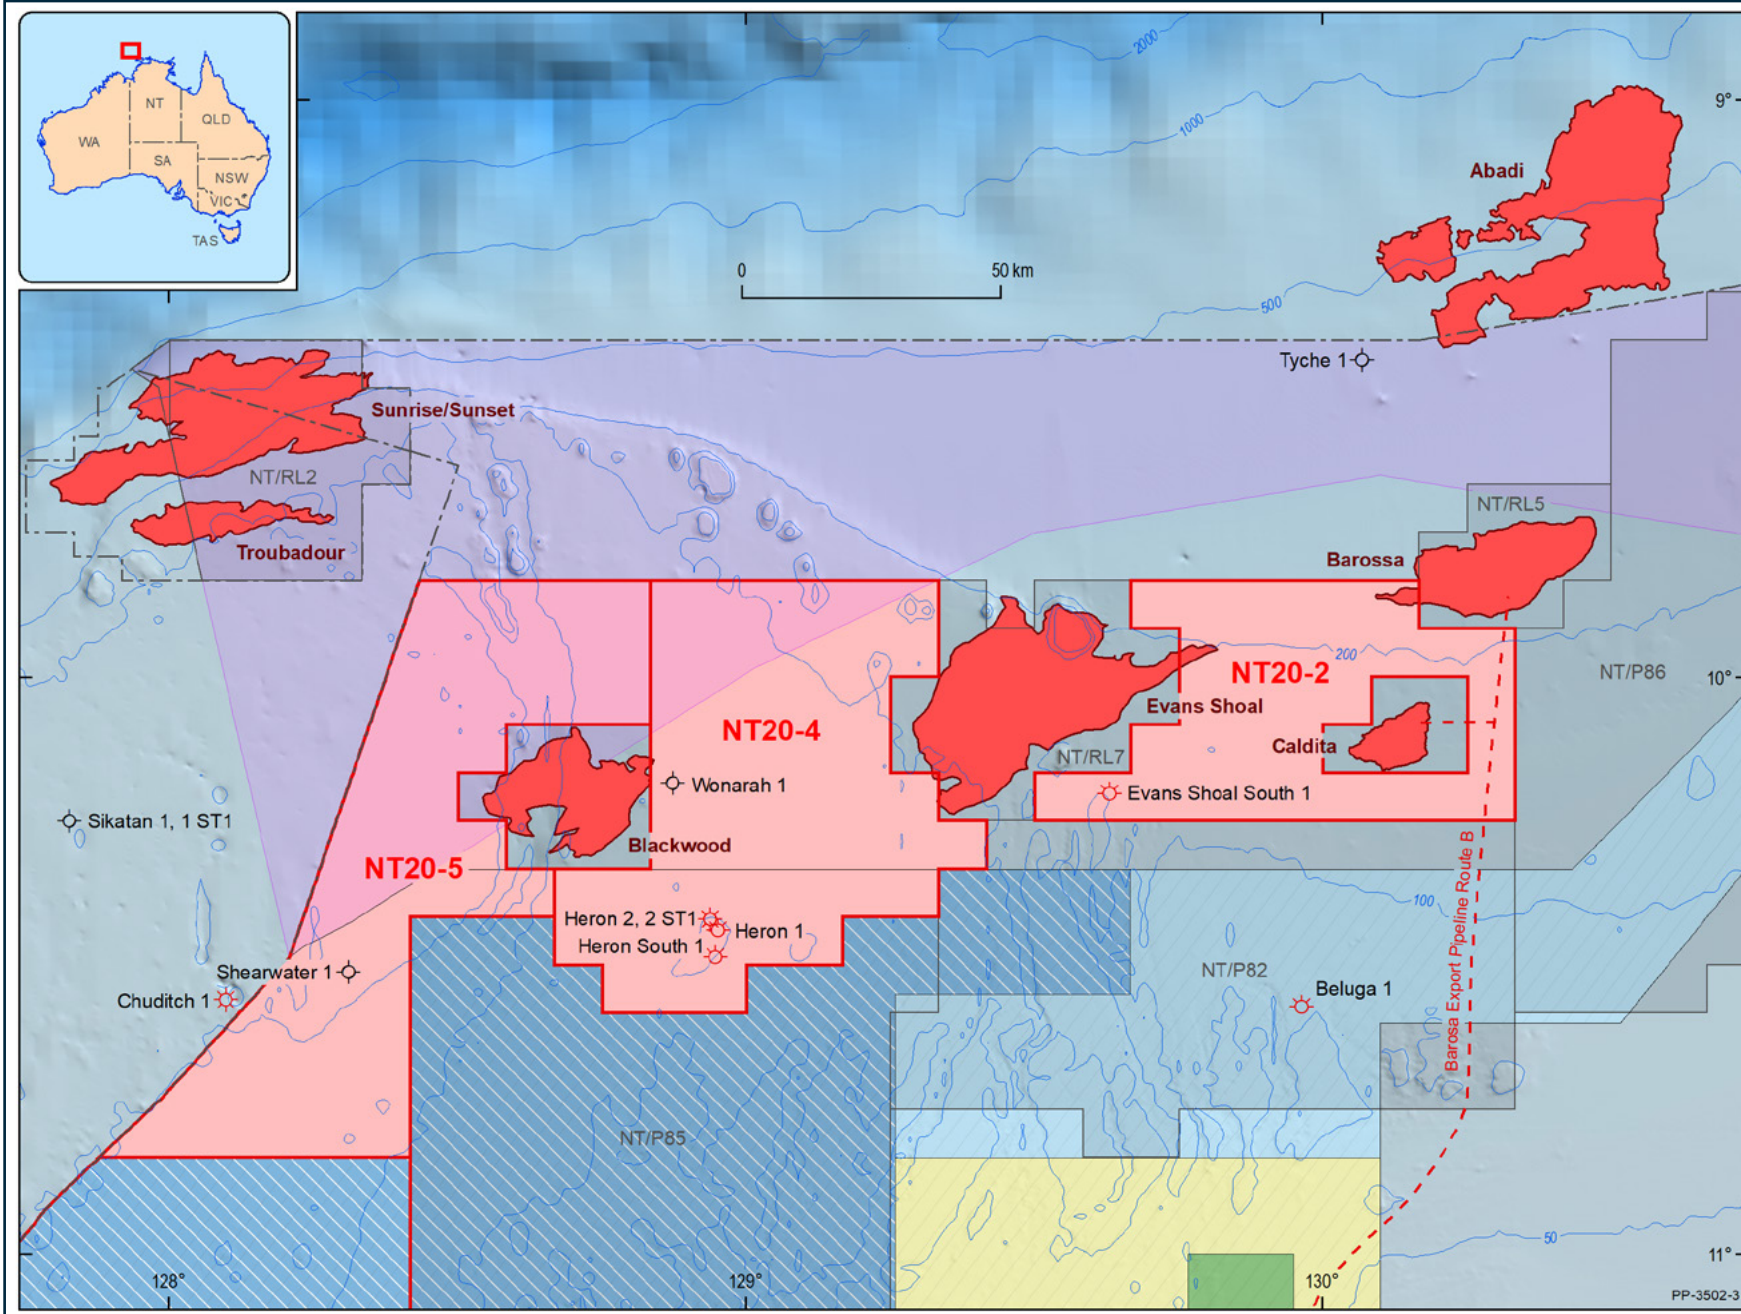 NT
QLD
WA
SA
NSW
VIC
TAS
2000
1000
9°
Abadi
0
50 km
500
Tyche 1
Sunrise/Sunset
NT/RL2
NT/RL5
Troubadour
Barossa
200
NT/P86
NT20-2
10°
Evans Shoal
NT20-4
Caldita
NT/RL7
Wonarah 1
Evans Shoal South 1
Sikatan 1, 1 ST1
Blackwood
NT20-5
Barosa Export Pipeline Route B
100
Heron 2, 2 ST1
Heron 1
Heron South 1
Shearwater 1
NT/P82
Chuditch 1
Beluga 1
NT/P85
50
11°
128°
129°
130°
PP-3502-3